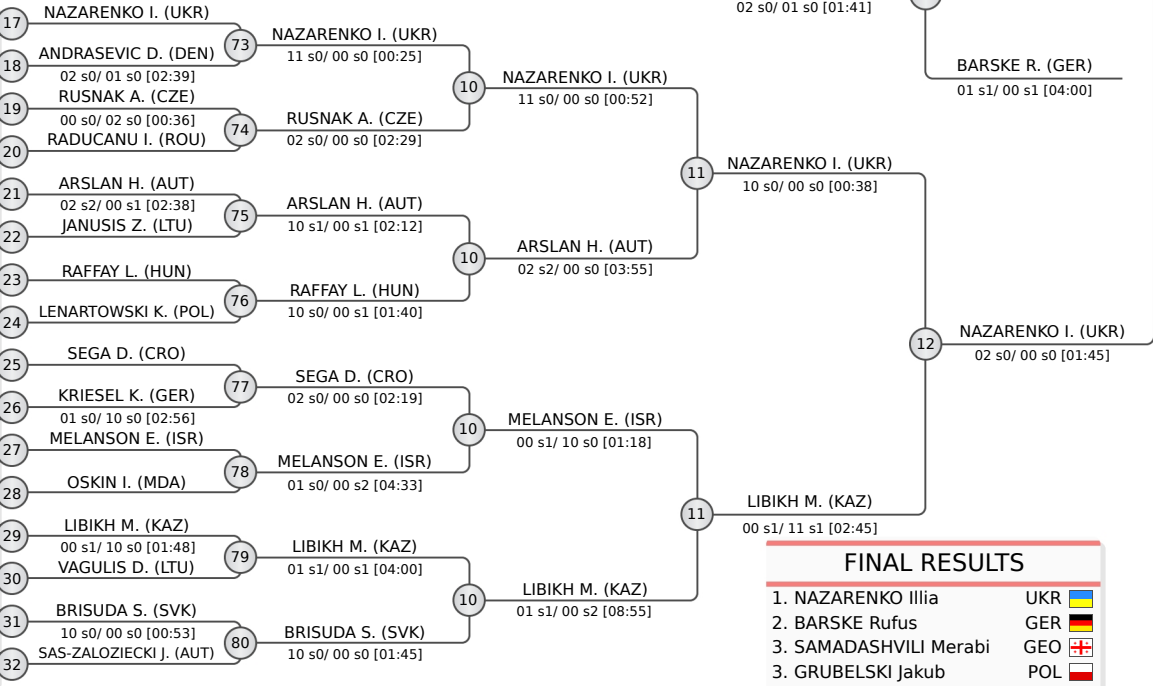 17
NAZARENKO I. (UKR)
18
ANDRASEVIC D. (DEN)
02 s0/ 01 s0 [02:39]
19
RUSNAK A. (CZE)
00 s0/ 02 s0 [00:36]
20
RADUCANU I. (ROU)
21
ARSLAN H. (AUT)
02 s2/ 00 s1 [02:38]
22
JANUSIS Z. (LTU)
23
RAFFAY L. (HUN)
24
LENARTOWSKI K. (POL)
25
SEGA D. (CRO)
26
KRIESEL K. (GER)
01 s0/ 10 s0 [02:56]
27
MELANSON E. (ISR)
28
OSKIN I. (MDA)
29
LIBIKH M. (KAZ)
00 s1/ 10 s0 [01:48]
30
VAGULIS D. (LTU)
31
BRISUDA S. (SVK)
10 s0/ 00 s0 [00:53]
32
SAS-ZALOZIECKI J. (AUT)
73
NAZARENKO I. (UKR)
11 s0/ 00 s0 [00:25]
74
RUSNAK A. (CZE)
02 s0/ 00 s0 [02:29]
75
ARSLAN H. (AUT)
10 s1/ 00 s1 [02:12]
76
RAFFAY L. (HUN)
10 s0/ 00 s1 [01:40]
77
SEGA D. (CRO)
02 s0/ 00 s0 [02:19]
78
MELANSON E. (ISR)
01 s0/ 00 s2 [04:33]
79
LIBIKH M. (KAZ)
01 s1/ 00 s1 [04:00]
80
BRISUDA S. (SVK)
10 s0/ 00 s0 [01:45]
10
NAZARENKO I. (UKR)
11 s0/ 00 s0 [00:52]
10
ARSLAN H. (AUT)
02 s2/ 00 s0 [03:55]
10
MELANSON E. (ISR)
00 s1/ 10 s0 [01:18]
10
LIBIKH M. (KAZ)
01 s1/ 00 s2 [08:55]
11
NAZARENKO I. (UKR)
10 s0/ 00 s0 [00:38]
11
LIBIKH M. (KAZ)
00 s1/ 11 s1 [02:45]
02 s0/ 01 s0 [01:41]
BARSKE R. (GER)
01 s1/ 00 s1 [04:00]
12
NAZARENKO I. (UKR)
02 s0/ 00 s0 [01:45]
FINAL RESULTS
1. NAZARENKO Illia UKR
2. BARSKE Rufus GER
3. SAMADASHVILI Merabi GEO
3. GRUBELSKI Jakub POL